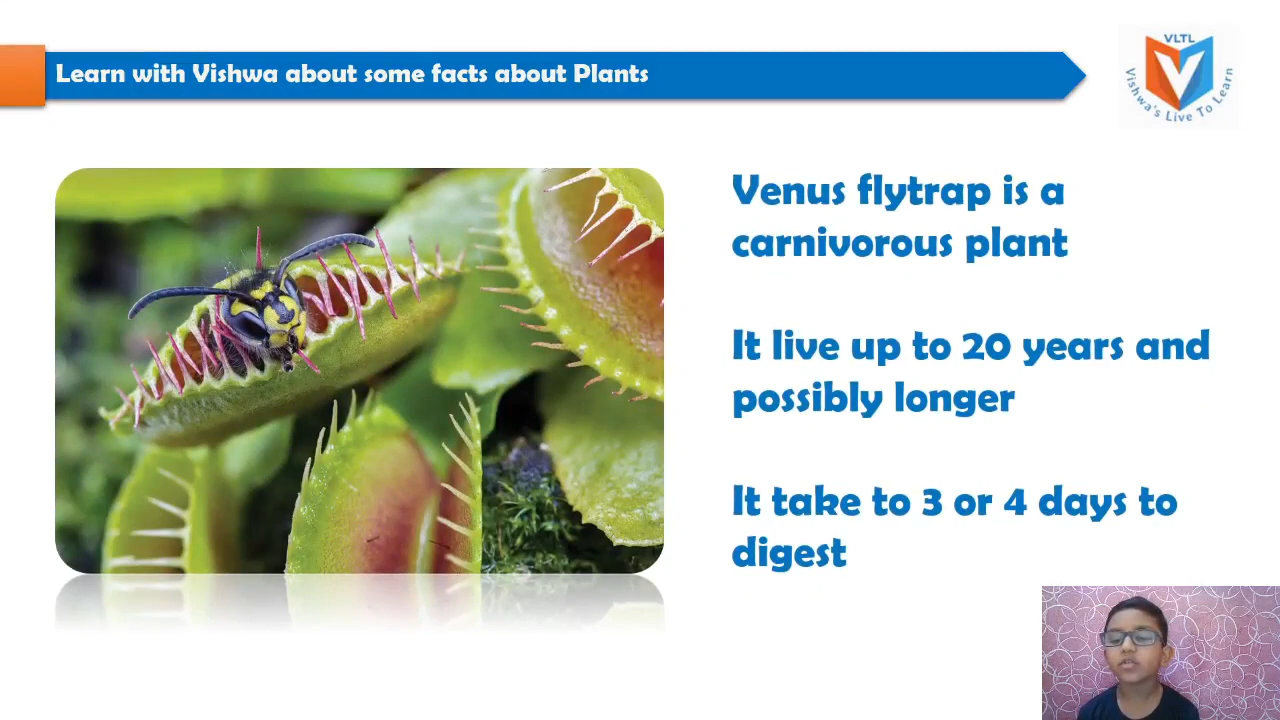 Learn with Vishwa about some facts about Plants
VLTL
V
Vishwa's Live To Learn
Venus flytrap is a
carnivorous plant
It live up to 20 years and
possibly longer
It take to 3 or 4 days to
digest